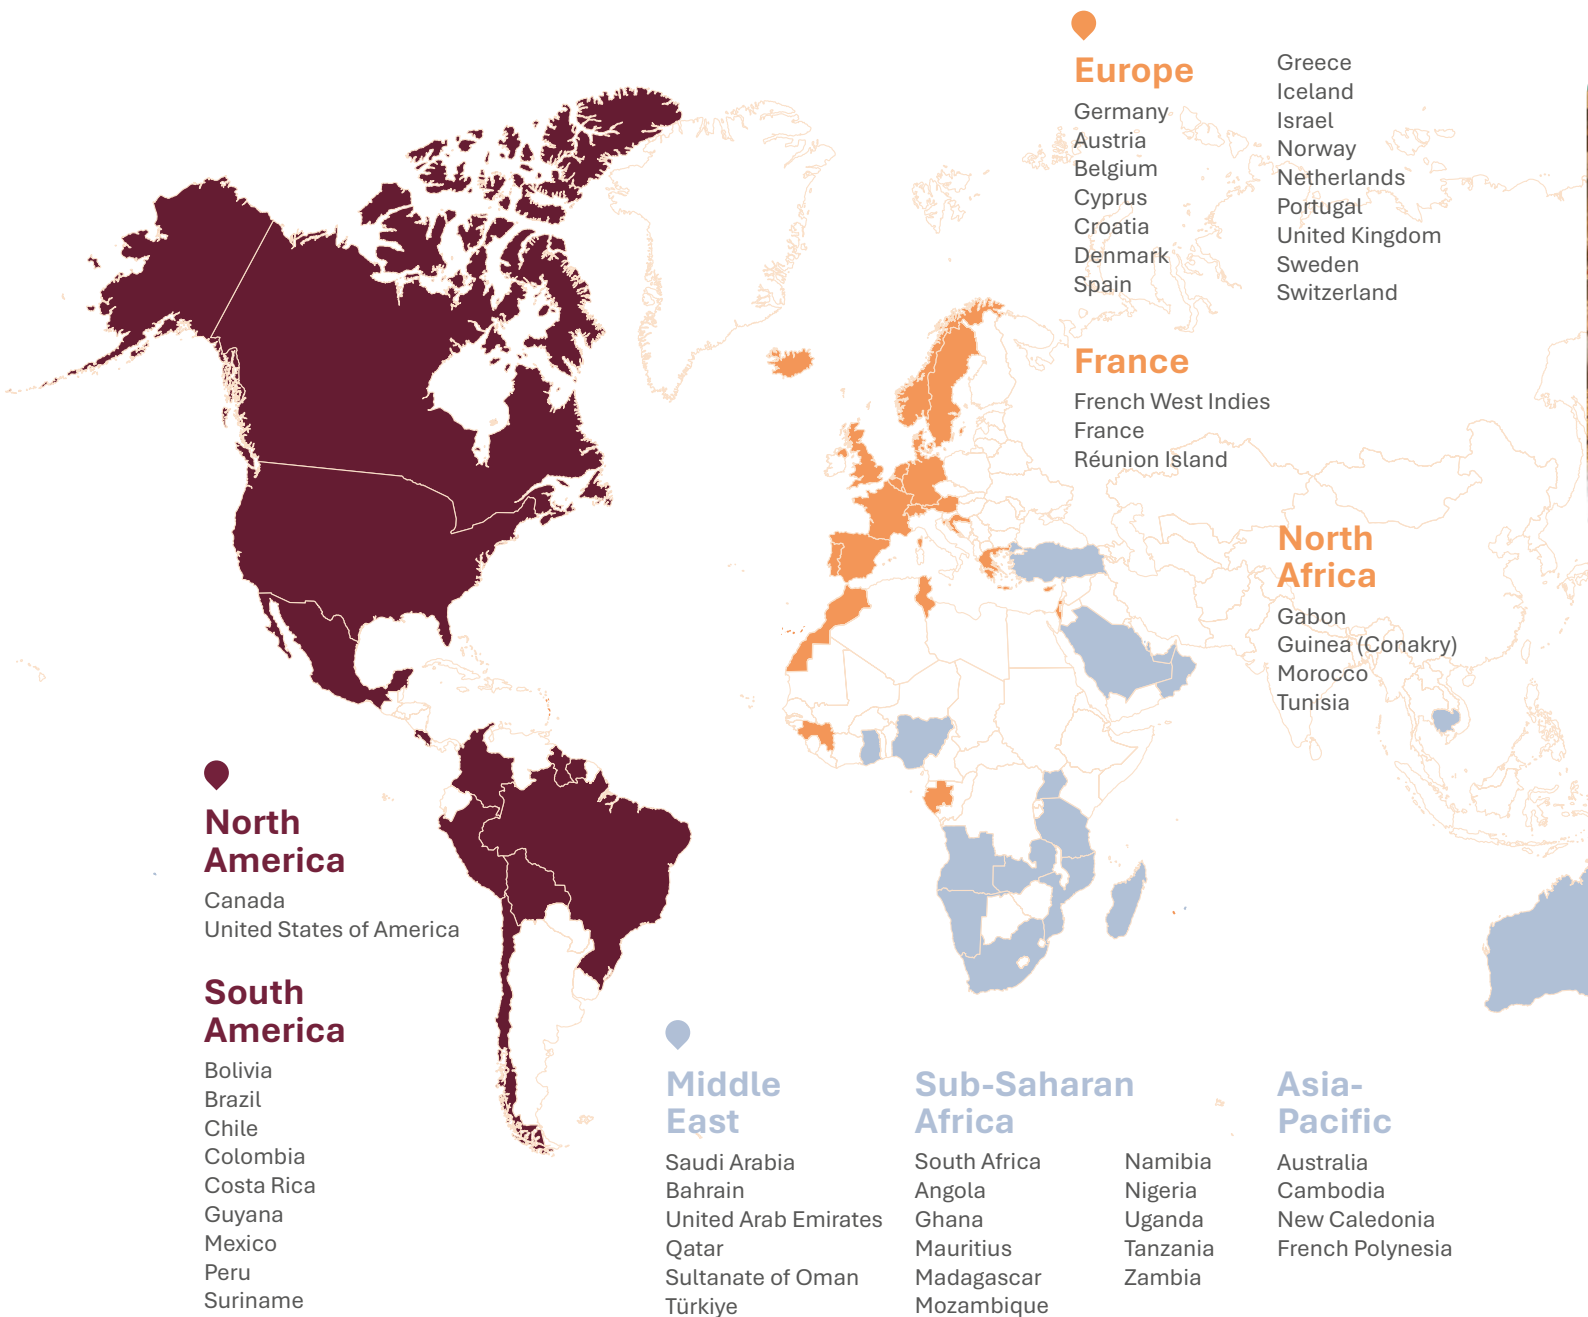 Europe
Germany
Austria
Belgium
Cyprus
Croatia
Denmark
Spain
Greece
Iceland
Israel
Norway
Netherlands
Portugal
United Kingdom
Sweden
Switzerland
France
French West Indies
France
Réunion Island
North
Africa
Gabon
Guinea (Conakry)
Morocco
Tunisia
North
America
Canada
United States of America
South
America
Bolivia
Brazil
Chile
Colombia
Costa Rica
Guyana
Mexico
Peru
Suriname
Middle
East
Saudi Arabia
Bahrain
United Arab Emirates
Qatar
Sultanate of Oman
Türkiye
Sub-Saharan
Africa
South Africa
Angola
Ghana
Mauritius
Madagascar
Mozambique
Namibia
Nigeria
Uganda
Tanzania
Zambia
Asia-
Pacific
Australia
Cambodia
New Caledonia
French Polynesia